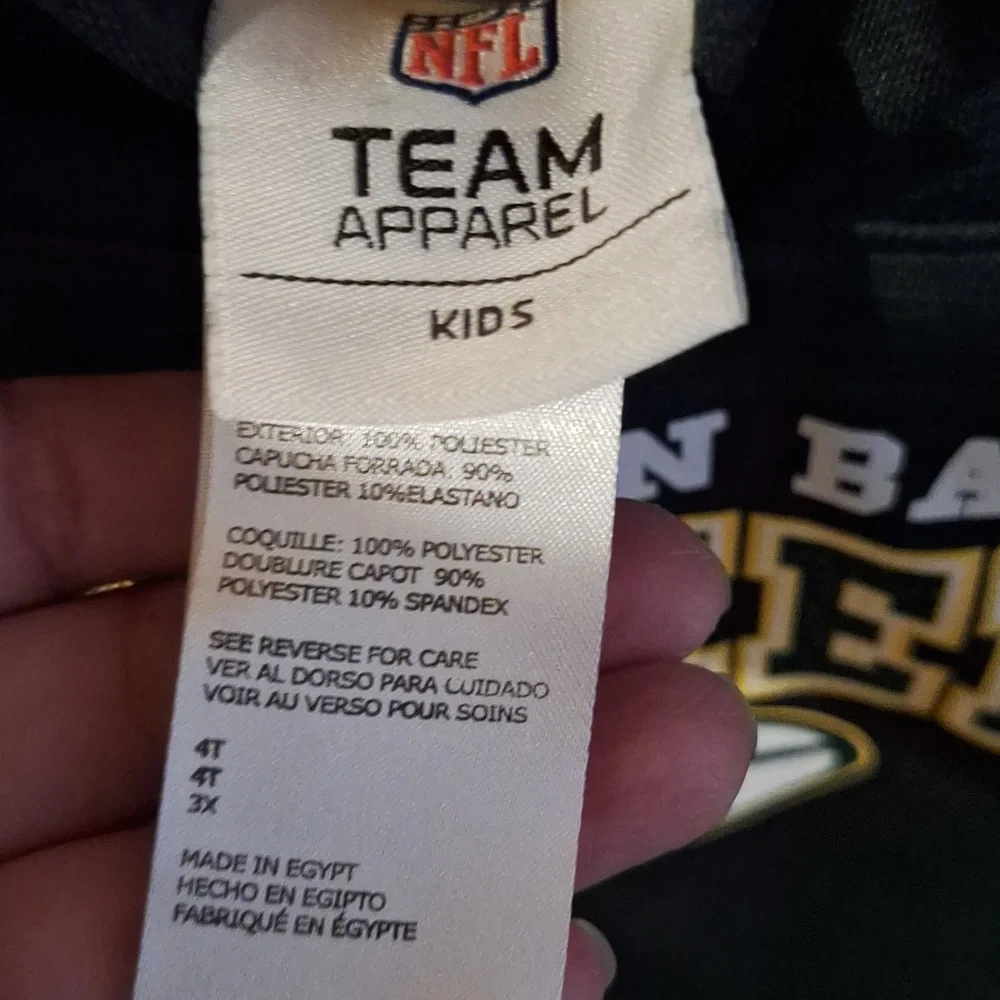 NFL
TEAM
APPAREL
KIDS
EXTERIOR: 100% POLIESTER
CAPUCHA FORRADA: 90%
POLIESTER 10%ELASTANO
COQUILLE: 100% POLYESTER
DOUBLURE CAPOT 90%
POLYESTER 10% SPANDEX
SEE REVERSE FOR CARE
VER AL DORSO PARA CUIDADO
VOIR AU VERSO POUR SOINS
4T
4T
3X
MADE IN EGYPT
HECHO EN EGIPTO
FABRIQUÉ EN ÉGYPTE
N BA
E